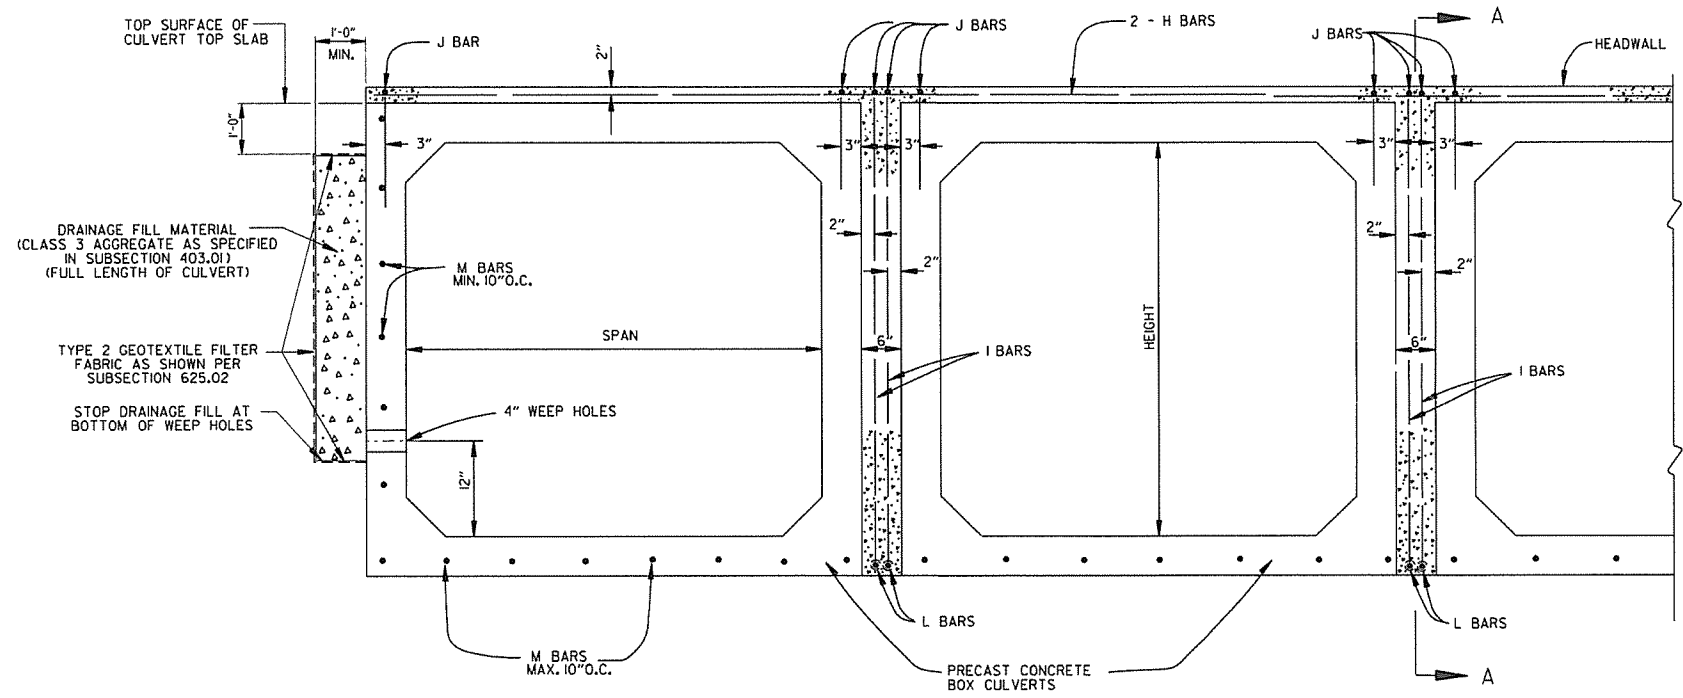 TOP SURFACE OF
CULVERT TOP SLAB
1'-0"
MIN.
J BAR
2"
J BARS
2 - H BARS
J BARS
A
HEADWALL
1'-0"
3"
3"
3"
3"
3"
DRAINAGE FILL MATERIAL
(CLASS 3 AGGREGATE AS SPECIFIED
IN SUBSECTION 403.01)
(FULL LENGTH OF CULVERT)
M BARS
MIN. 10" O.C.
2"
2"
2"
2"
HEIGHT
SPAN
6"
6"
I BARS
I BARS
TYPE 2 GEOTEXTILE FILTER
FABRIC AS SHOWN PER
SUBSECTION 625.02
STOP DRAINAGE FILL AT
BOTTOM OF WEEP HOLES
4" WEEP HOLES
12"
L BARS
L BARS
M BARS
MAX. 10" O.C.
PRECAST CONCRETE
BOX CULVERTS
A